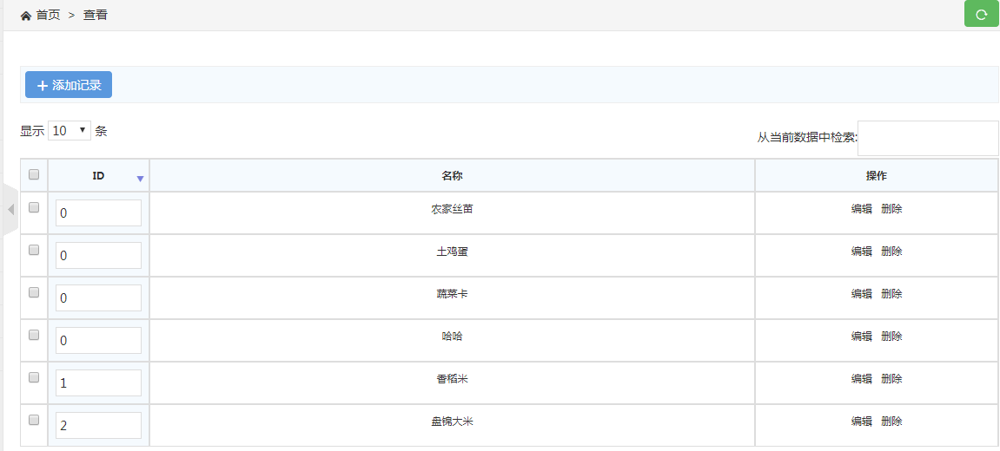 首页 > 查看
添加记录
显示 10 条
从当前数据中检索:
ID 名称 操作
0 农家丝苗 编辑 删除
0 土鸡蛋 编辑 删除
0 蔬菜卡 编辑 删除
0 哈哈 编辑 删除
1 香稻米 编辑 删除
2 盘锦大米 编辑 删除